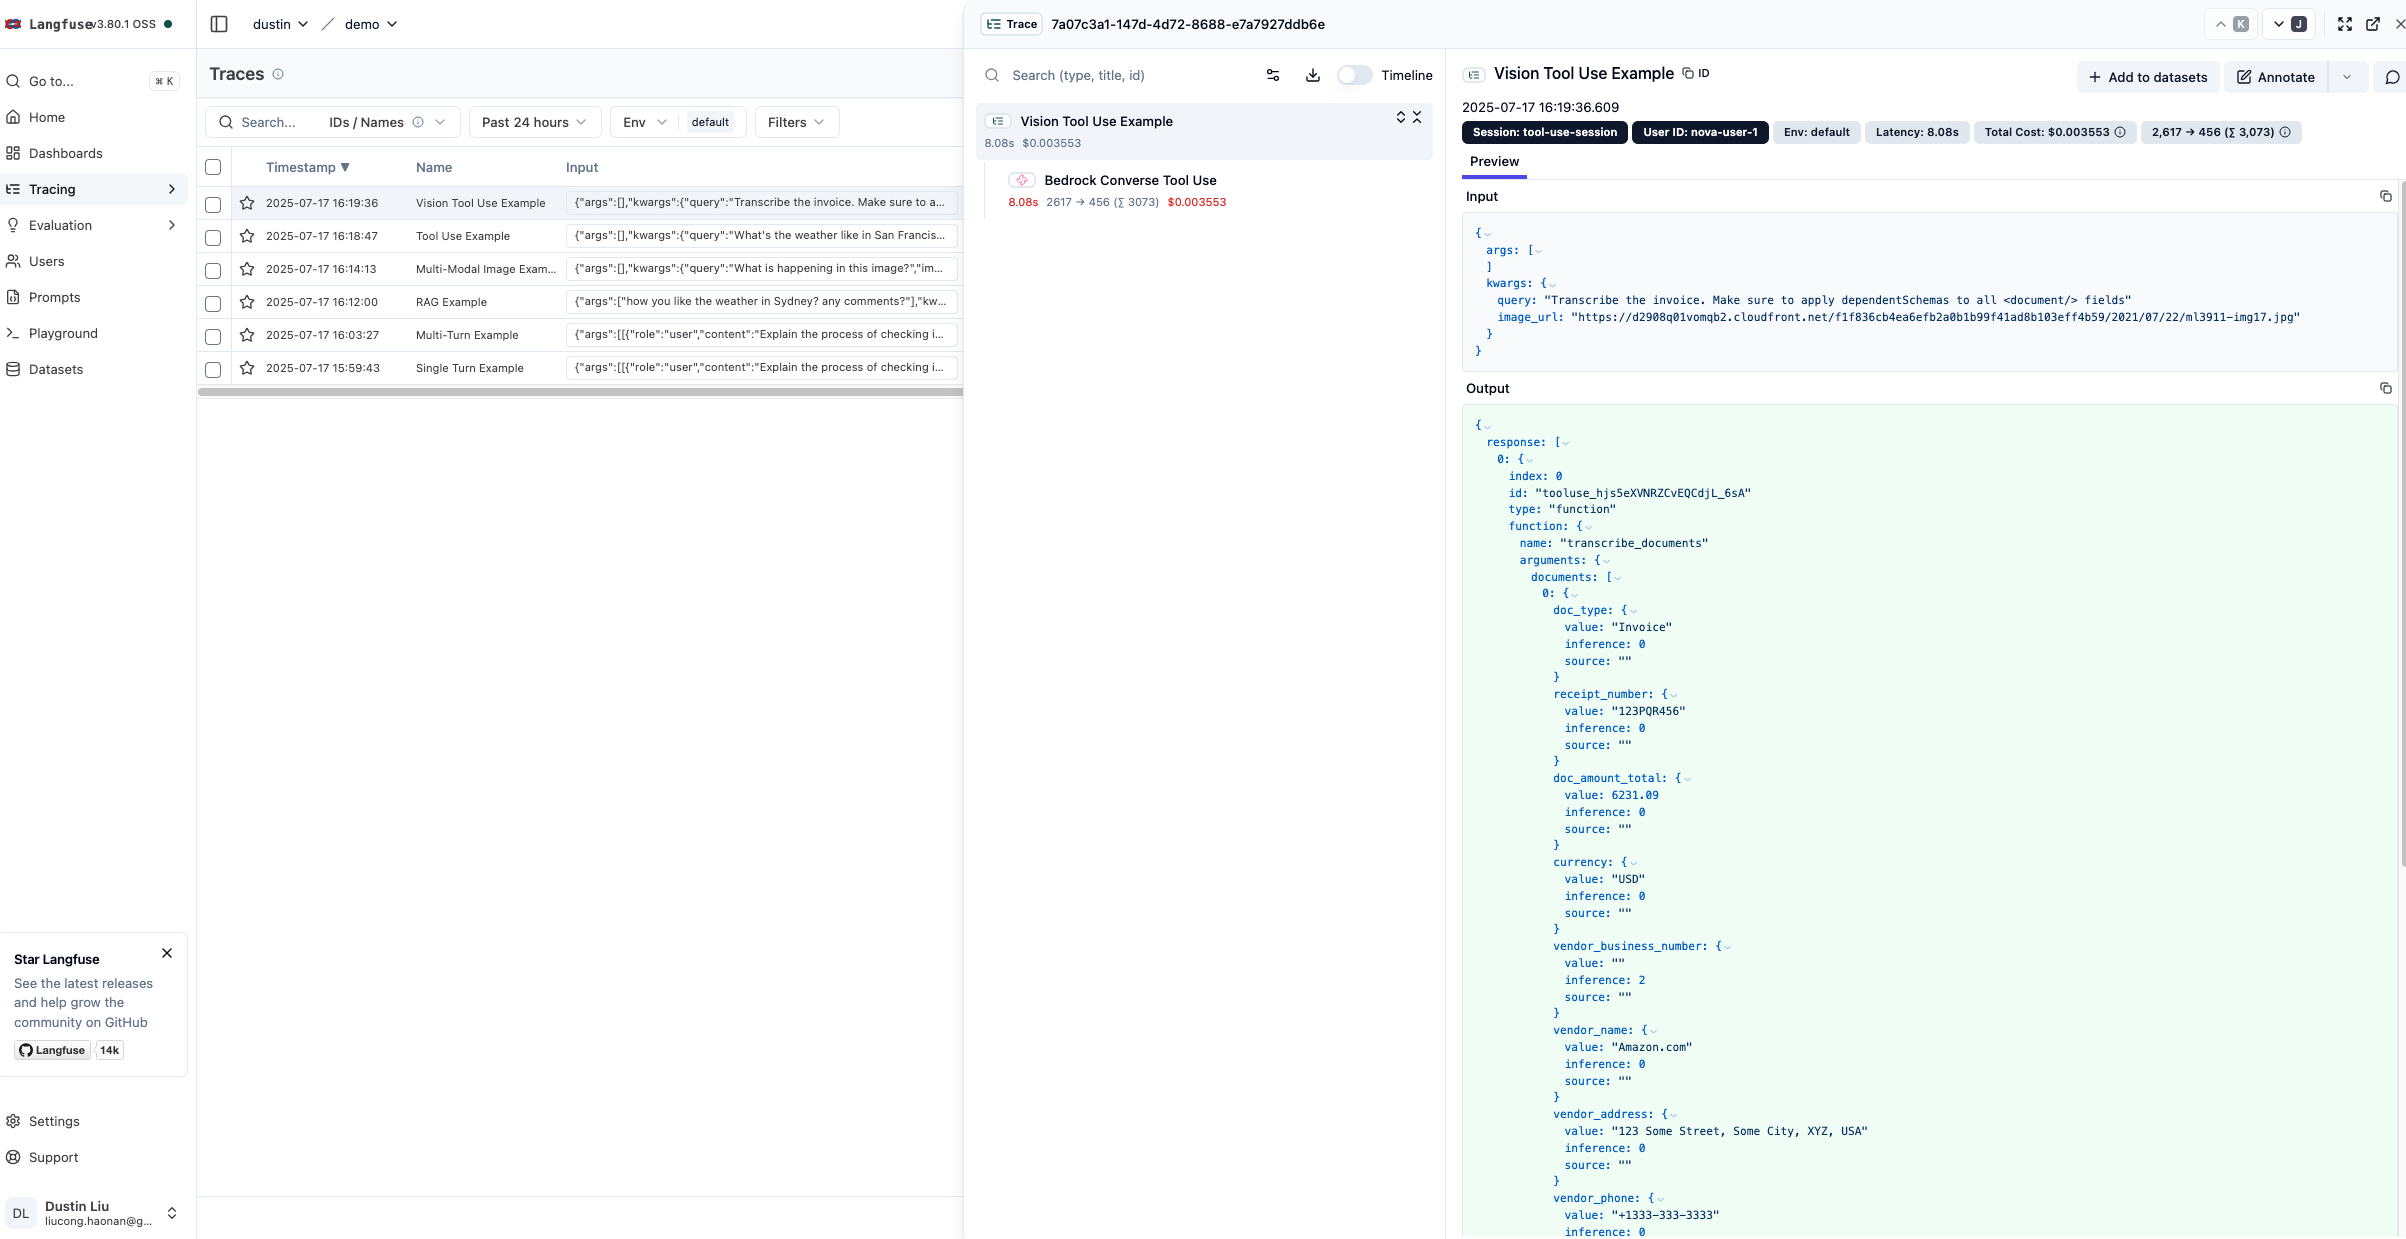 Langfuse v3.80.1 OSS
Go to... ⌘ K
Home
Dashboards
Tracing
Evaluation
Users
Prompts
Playground
Datasets
Star Langfuse
See the latest releases
and help grow the
community on GitHub
Langfuse 14k
Settings
Support
DL
Dustin Liu
liucong.haonan@g...
dustin / demo
Traces
Search... IDs / Names Past 24 hours Env default Filters
Timestamp ▼ Name Input
2025-07-17 16:19:36 Vision Tool Use Example {"args":[],"kwargs":{"query":"Transcribe the invoice. Make sure to a...
2025-07-17 16:18:47 Tool Use Example {"args":[],"kwargs":{"query":"What's the weather like in San Francis...
2025-07-17 16:14:13 Multi-Modal Image Exam... {"args":[],"kwargs":{"query":"What is happening in this image?","im...
2025-07-17 16:12:00 RAG Example {"args":["how you like the weather in Sydney? any comments?"],"kw...
2025-07-17 16:03:27 Multi-Turn Example {"args":[[{"role":"user","content":"Explain the process of checking i...
2025-07-17 15:59:43 Single Turn Example {"args":[[{"role":"user","content":"Explain the process of checking i...
Trace 7a07c3a1-147d-4d72-8688-e7a7927ddb6e K J
Search (type, title, id) Timeline
Vision Tool Use Example
8.08s $0.003553
Bedrock Converse Tool Use
8.08s 2617 → 456 (∑ 3073) $0.003553
Vision Tool Use Example ID
Add to datasets Annotate
2025-07-17 16:19:36.609
Session: tool-use-session User ID: nova-user-1 Env: default Latency: 8.08s Total Cost: $0.003553 2,617 → 456 (∑ 3,073)
Preview
Input
{
args: [
]
kwargs: {
query: "Transcribe the invoice. Make sure to apply dependentSchemas to all <document/> fields"
image_url: "https://d2908q01vomqb2.cloudfront.net/f1f836cb4ea6efb2a0b1b99f41ad8b103eff4b59/2021/07/22/ml3911-img17.jpg"
}
}
Output
{
response: [
0: {
index: 0
id: "tooluse_hjs5eXVNRZCvEQCdjL_6sA"
type: "function"
function: {
name: "transcribe_documents"
arguments: {
documents: [
0: {
doc_type: {
value: "Invoice"
inference: 0
source: ""
}
receipt_number: {
value: "123PQR456"
inference: 0
source: ""
}
doc_amount_total: {
value: 6231.09
inference: 0
source: ""
}
currency: {
value: "USD"
inference: 0
source: ""
}
vendor_business_number: {
value: ""
inference: 2
source: ""
}
vendor_name: {
value: "Amazon.com"
inference: 0
source: ""
}
vendor_address: {
value: "123 Some Street, Some City, XYZ, USA"
inference: 0
source: ""
}
vendor_phone: {
value: "+1333-333-3333"
inference: 0